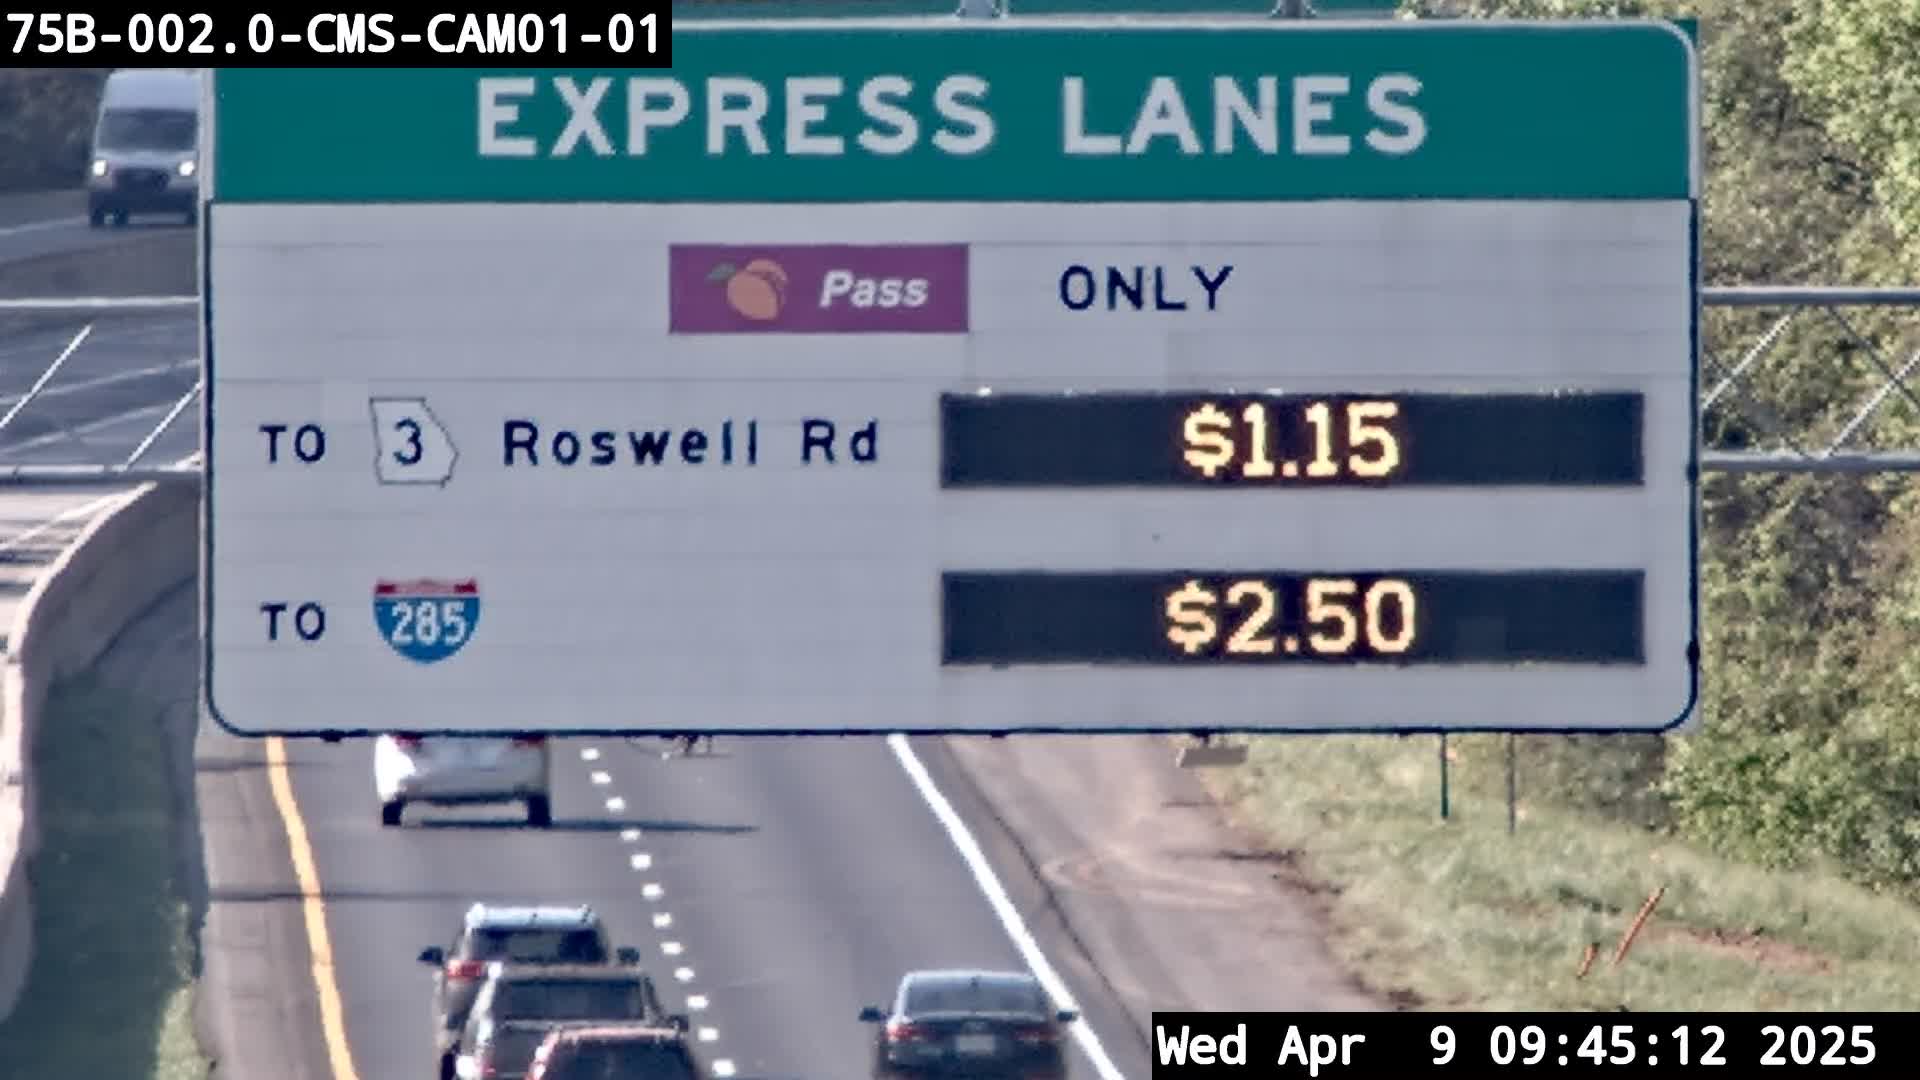 75B-002.0-CMS-CAM01-01
EXPRESS LANES
Pass ONLY
TO 3 Roswell Rd $1.15
TO 285 $2.50
Wed Apr 9 09:45:12 2025